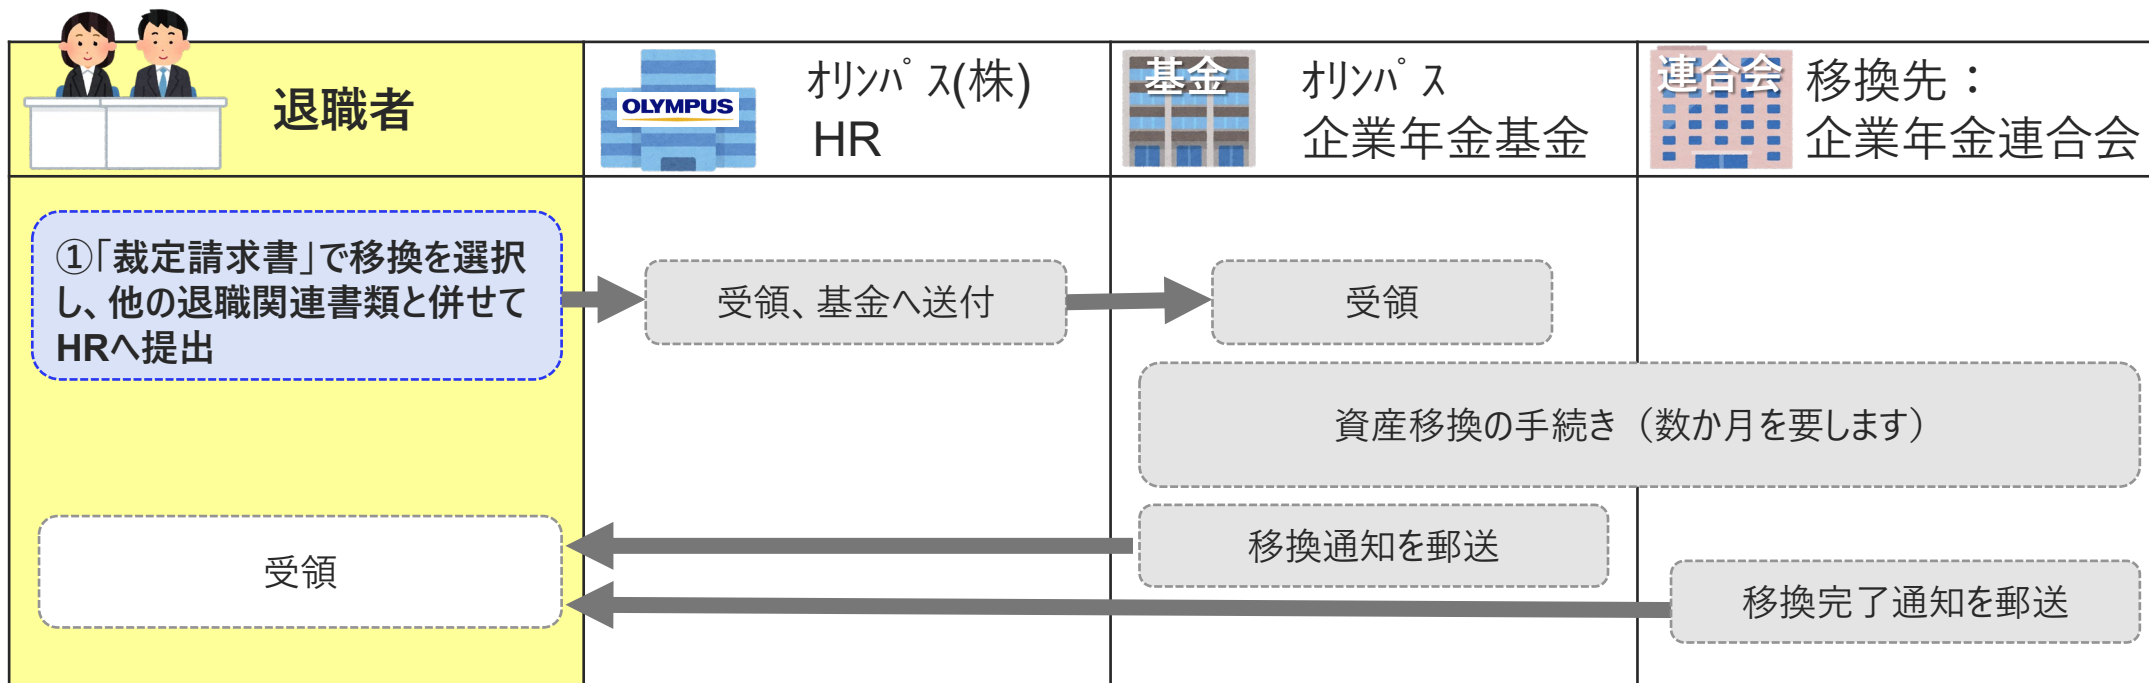 退職者
OLYMPUS
オリンパス(株)
HR
基金
オリンパス
企業年金基金
連合会
移換先：
企業年金連合会
①「裁定請求書」で移換を選択
し、他の退職関連書類と併せて
HRへ提出
受領、基金へ送付
受領
資産移換の手続き（数か月を要します）
移換通知を郵送
受領
移換完了通知を郵送